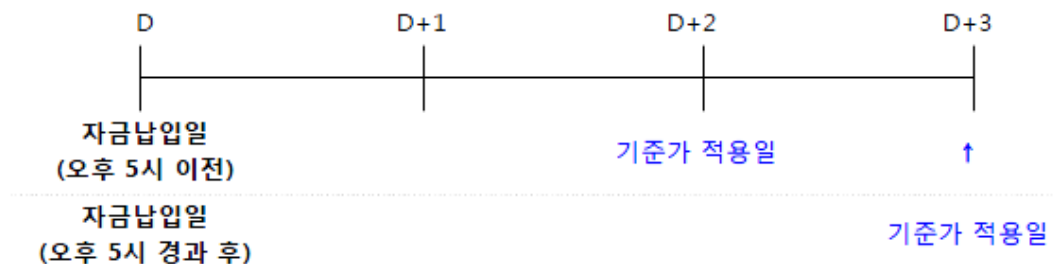 D D+1 D+2 D+3
자금납입일
(오후 5시 이전)
기준가 적용일 ↑
자금납입일
(오후 5시 경과 후)
기준가 적용일